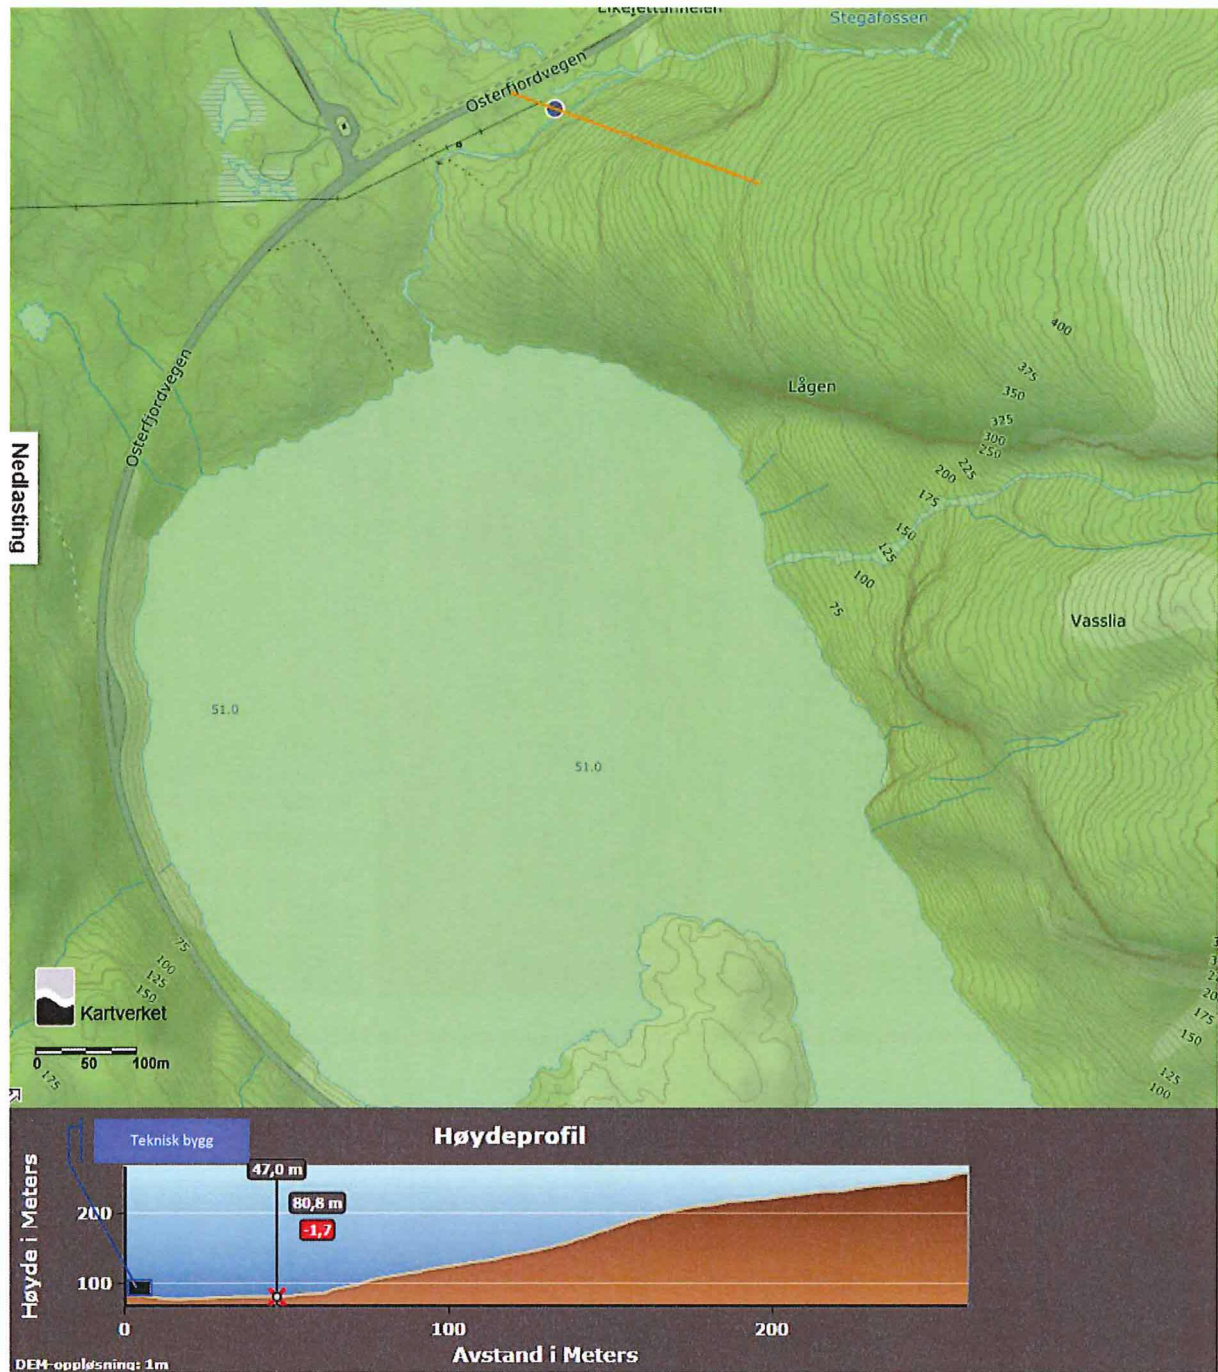 Eikefettunnelen
Stegafossen
Osterfjordvegen
400
375
350
325
300
250
225
200
175
150
125
100
75
Lågen
Osterfjordvegen
Nedlasting
Vasslia
51.0
51.0
75
100
125
150
175
Kartverket
0 50 100m
200
175
150
125
100
Teknisk bygg
Høydeprofil
Høyde i Meters
47,0 m
80,8 m
-1,7
200
100
0 100 200
Avstand i Meters
DEM-oppløsning: 1m